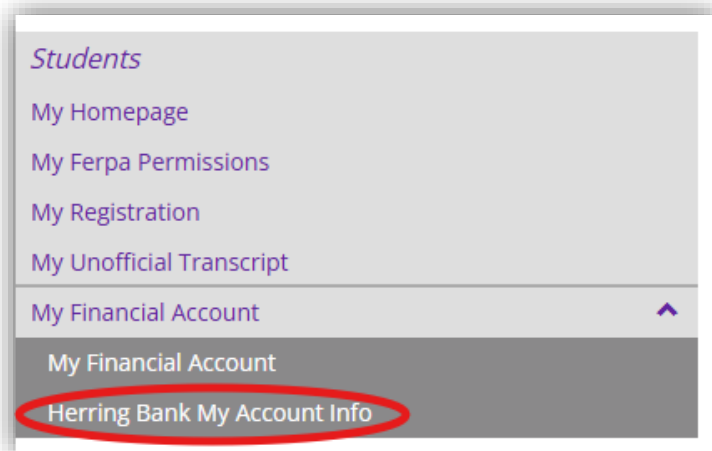 Students
My Homepage
My Ferpa Permissions
My Registration
My Unofficial Transcript
My Financial Account
My Financial Account
Herring Bank My Account Info